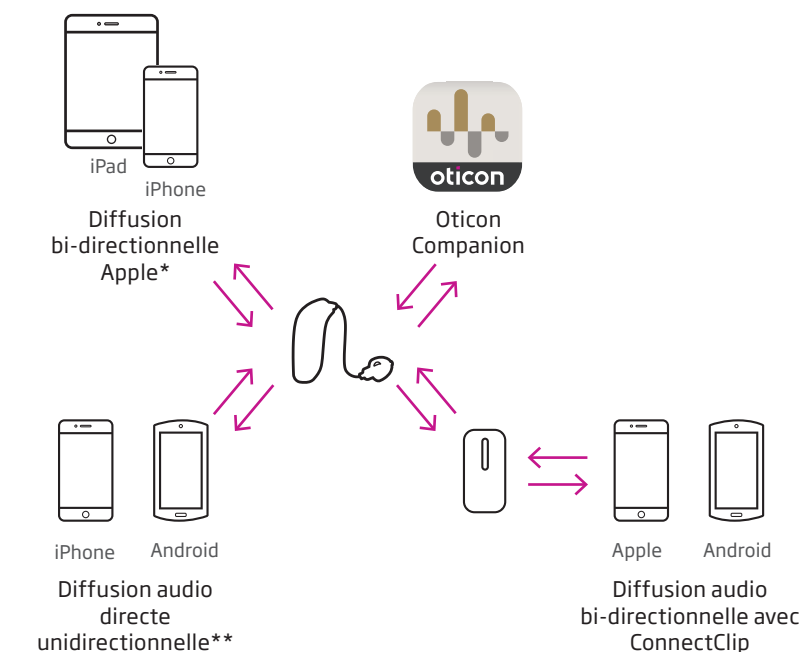 iPad
iPhone
Diffusion
bi-directionnelle
Apple*
oticon
Oticon
Companion
iPhone
Android
Diffusion audio
directe
unidirectionnelle**
Apple
Android
Diffusion audio
bi-directionnelle avec
ConnectClip